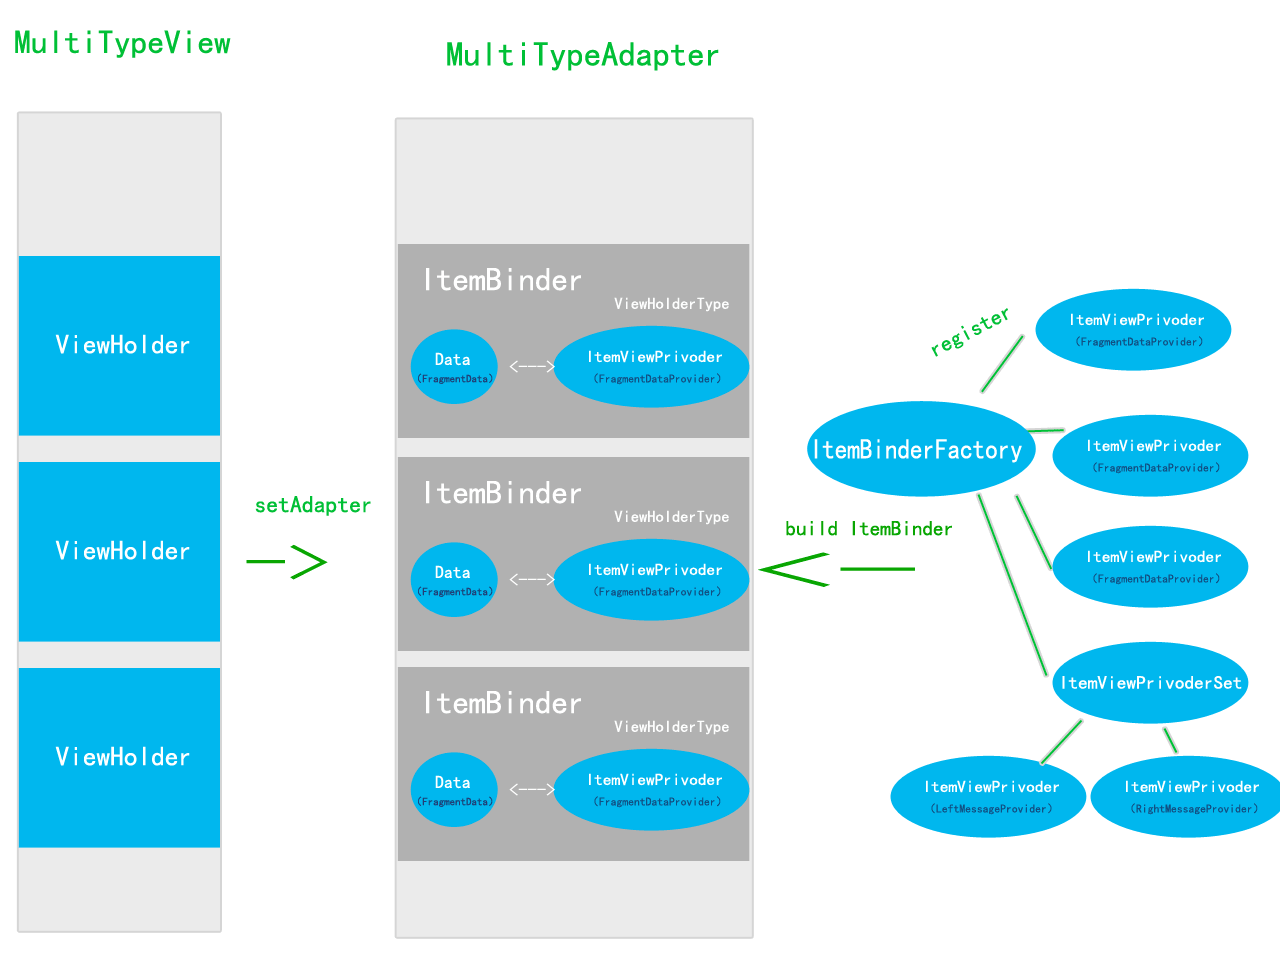 MultiTypeView
ViewHolder
ViewHolder
ViewHolder
setAdapter
MultiTypeAdapter
ItemBinder
ViewHolderType
Data
(FragmentData)
<--->
ItemViewPrivoder
(FragmentDataProvider)
ItemBinder
ViewHolderType
Data
(FragmentData)
<--->
ItemViewPrivoder
(FragmentDataProvider)
ItemBinder
ViewHolderType
Data
(FragmentData)
<--->
ItemViewPrivoder
(FragmentDataProvider)
build ItemBinder
register
ItemBinderFactory
ItemViewPrivoder
(FragmentDataProvider)
ItemViewPrivoder
(FragmentDataProvider)
ItemViewPrivoder
(FragmentDataProvider)
ItemViewPrivoderSet
ItemViewPrivoder
(LeftMessageProvider)
ItemViewPrivoder
(RightMessageProvider)